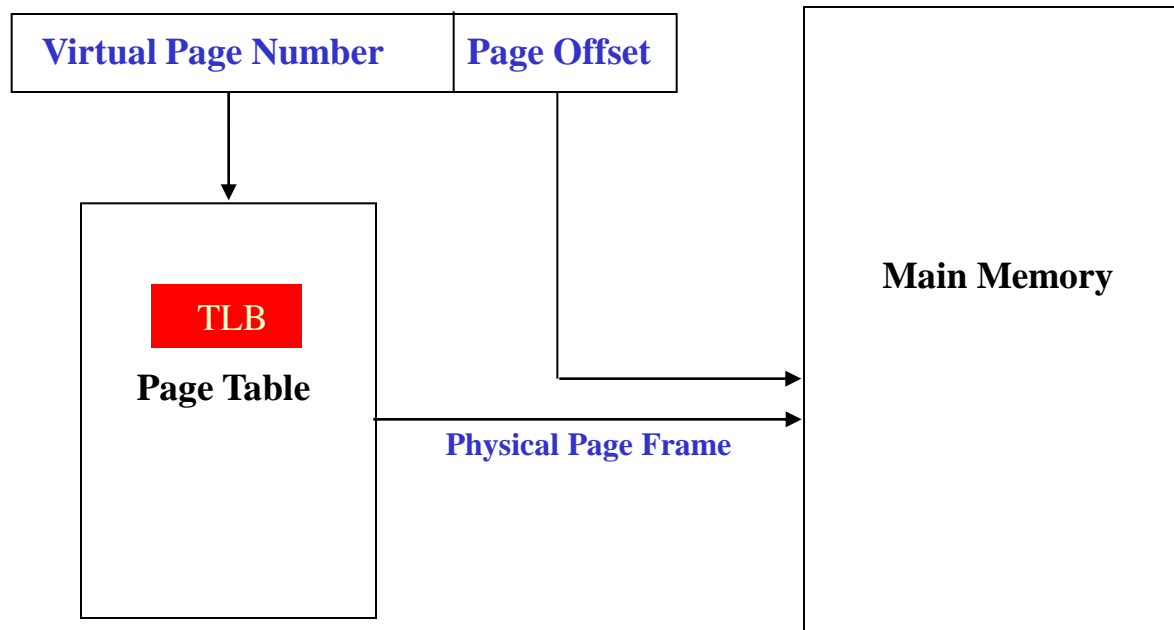 Virtual Page Number
Page Offset
TLB
Page Table
Main Memory
Physical Page Frame